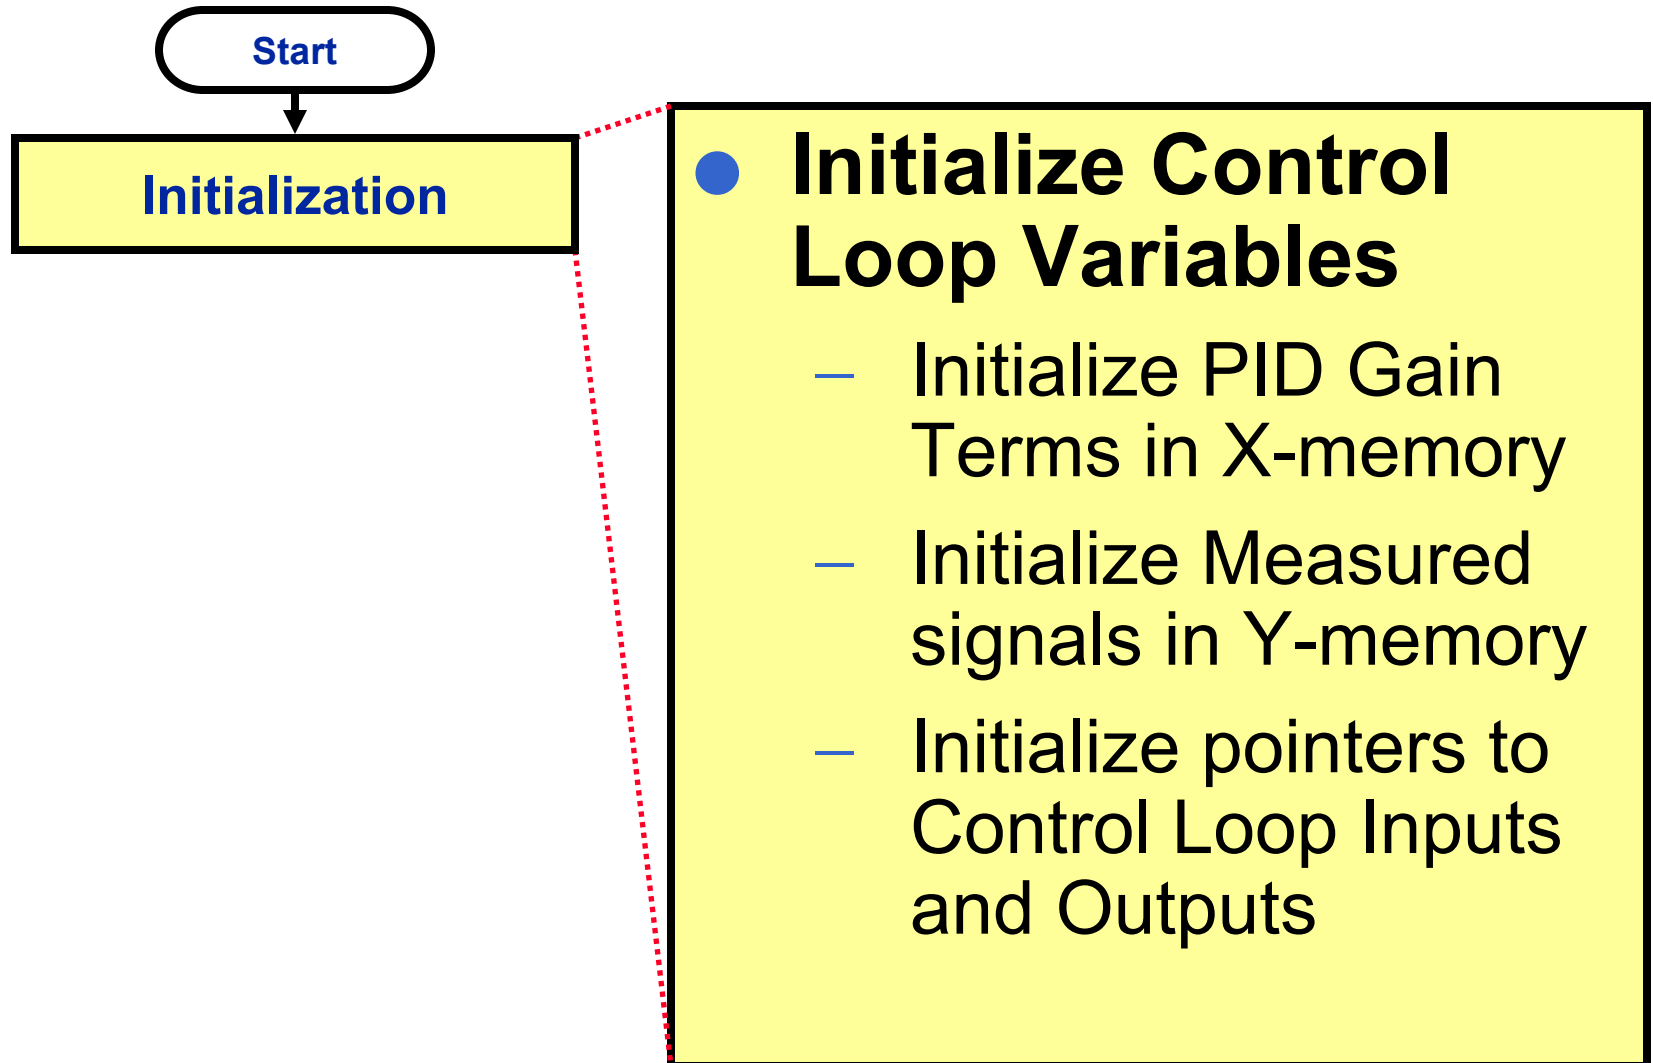 Start
Initialization
● Initialize Control
Loop Variables
– Initialize PID Gain
Terms in X-memory
– Initialize Measured
signals in Y-memory
– Initialize pointers to
Control Loop Inputs
and Outputs